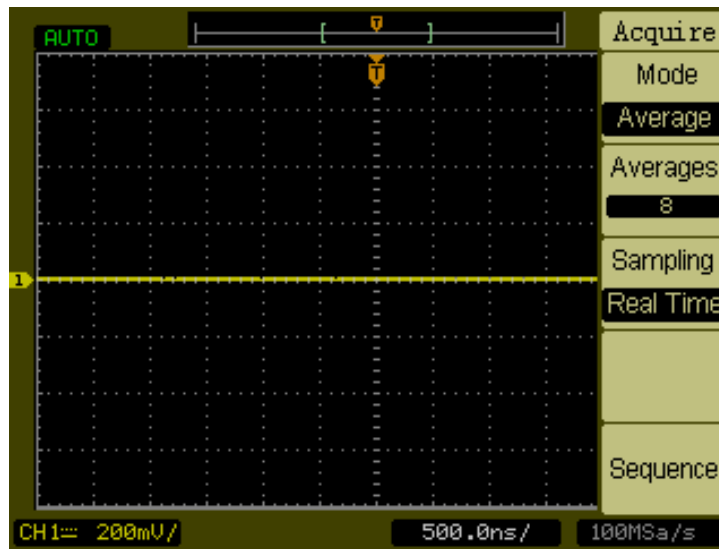 AUTO
T
Acquire
T
Mode
Average
Averages
8
1
Sampling
Real Time
Sequence
CH1 200mV/
500.0ns/
100MSa/s